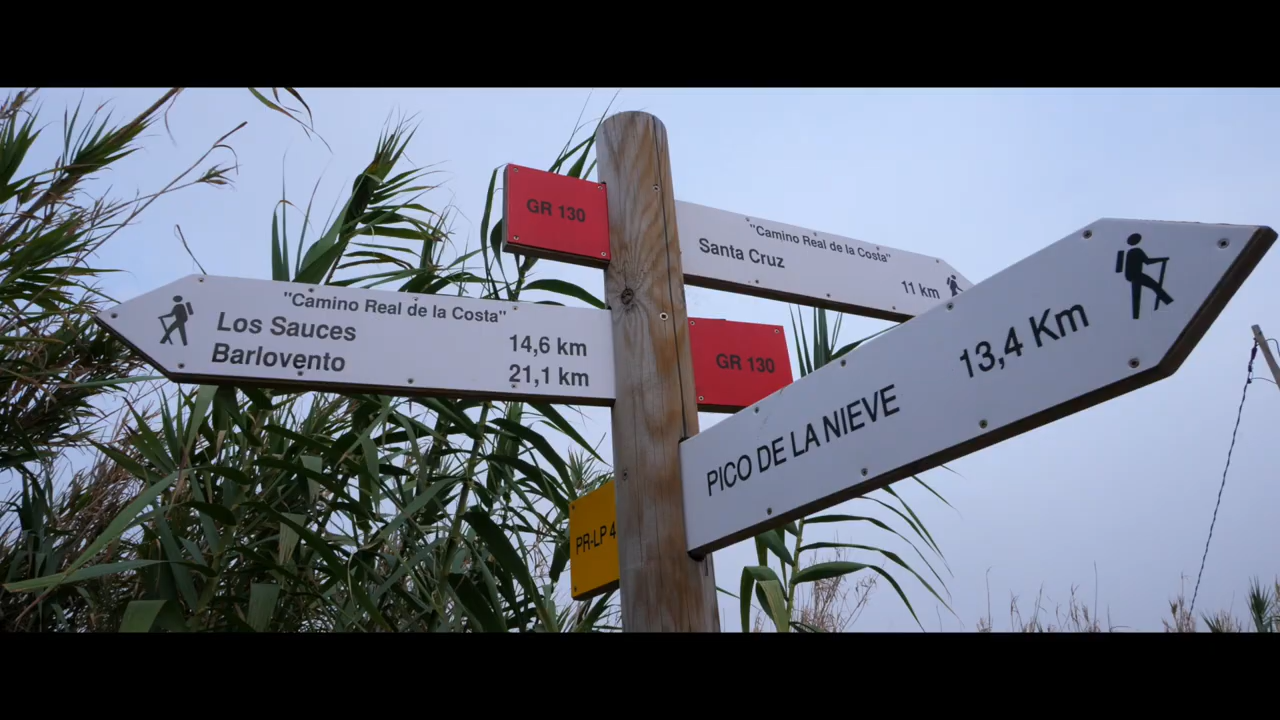 GR 130
"Camino Real de la Costa"
Santa Cruz
11 km
"Camino Real de la Costa"
Los Sauces 14,6 km
Barlovento 21,1 km
GR 130
PICO DE LA NIEVE 13,4 Km
PR-LP 4